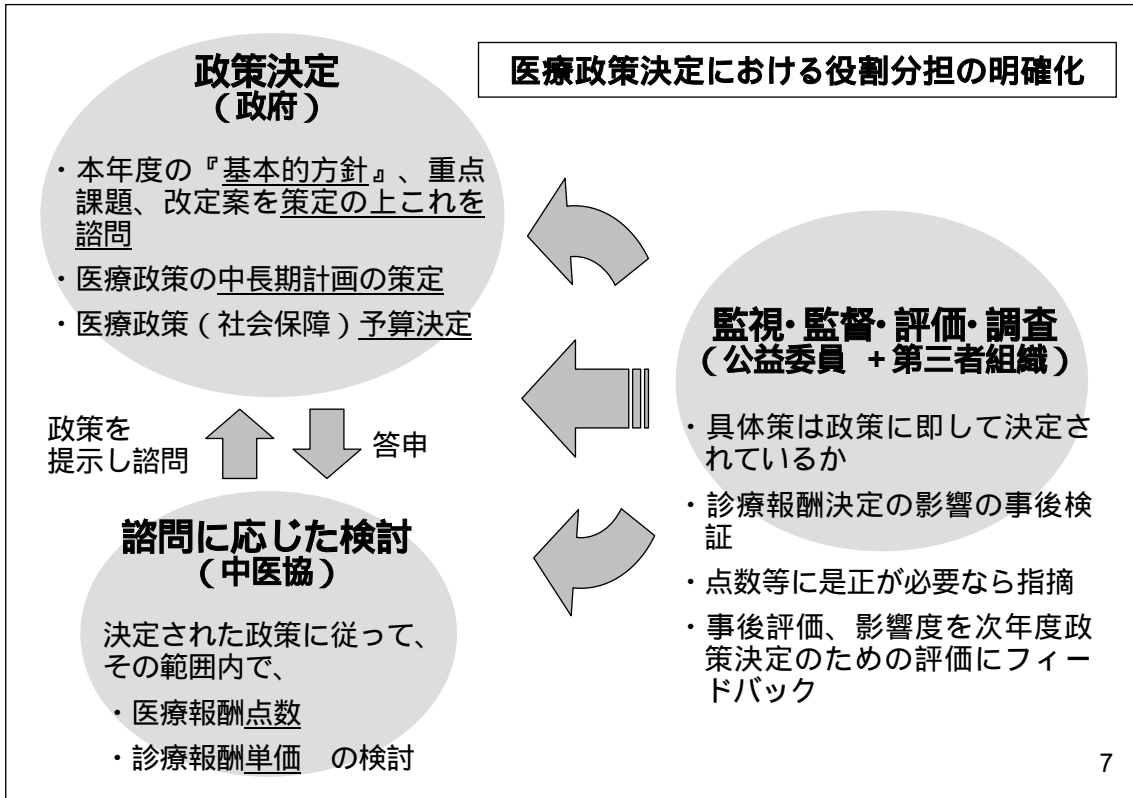 医療政策決定における役割分担の明確化
政策決定
（政府）
・本年度の『基本的方針』、重点
課題、改定案を策定の上これを
諮問
・医療政策の中長期計画の策定
・医療政策（社会保障）予算決定
政策を
提示し諮問
答申
諮問に応じた検討
（中医協）
決定された政策に従って、
その範囲内で、
・医療報酬点数
・診療報酬単価　の検討
監視・監督・評価・調査
（公益委員　+第三者組織）
・具体策は政策に即して決定さ
れているか
・診療報酬決定の影響の事後検
証
・点数等に是正が必要なら指摘
・事後評価、影響度を次年度政
策決定のための評価にフィー
ドバック
7